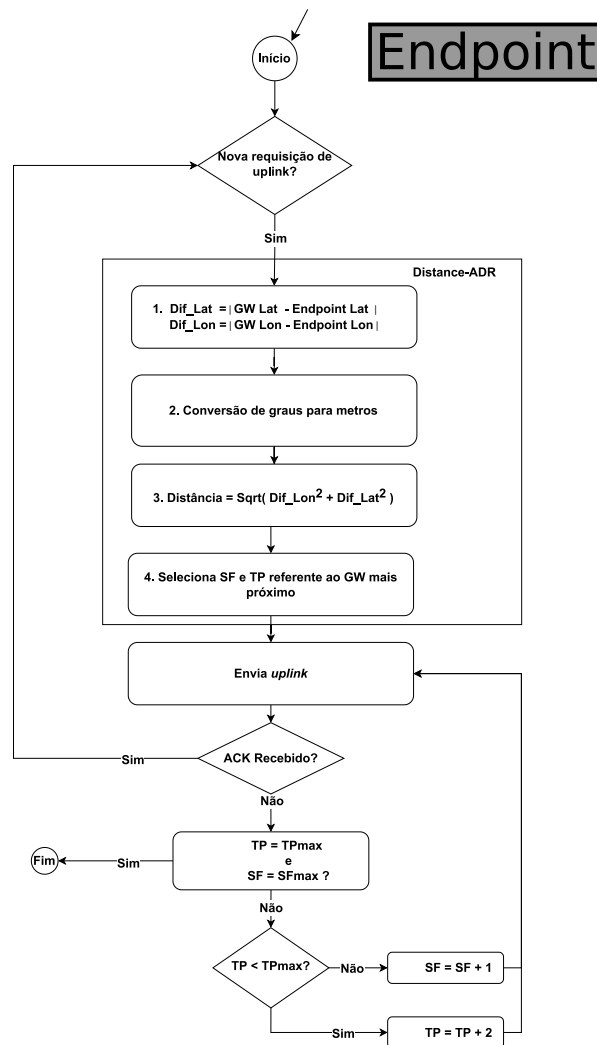 Endpoint
Início
Nova requisição de
uplink?
Sim
Distance-ADR
1. Dif_Lat = | GW Lat - Endpoint Lat |
Dif_Lon = | GW Lon - Endpoint Lon |
2. Conversão de graus para metros
3. Distância = Sqrt( Dif_Lon² + Dif_Lat² )
4. Seleciona SF e TP referente ao GW mais
próximo
Envia uplink
ACK Recebido?
Sim
Não
TP = TPmax
e
SF = SFmax ?
Sim
Fim
Não
TP < TPmax?
Não
SF = SF + 1
Sim
TP = TP + 2